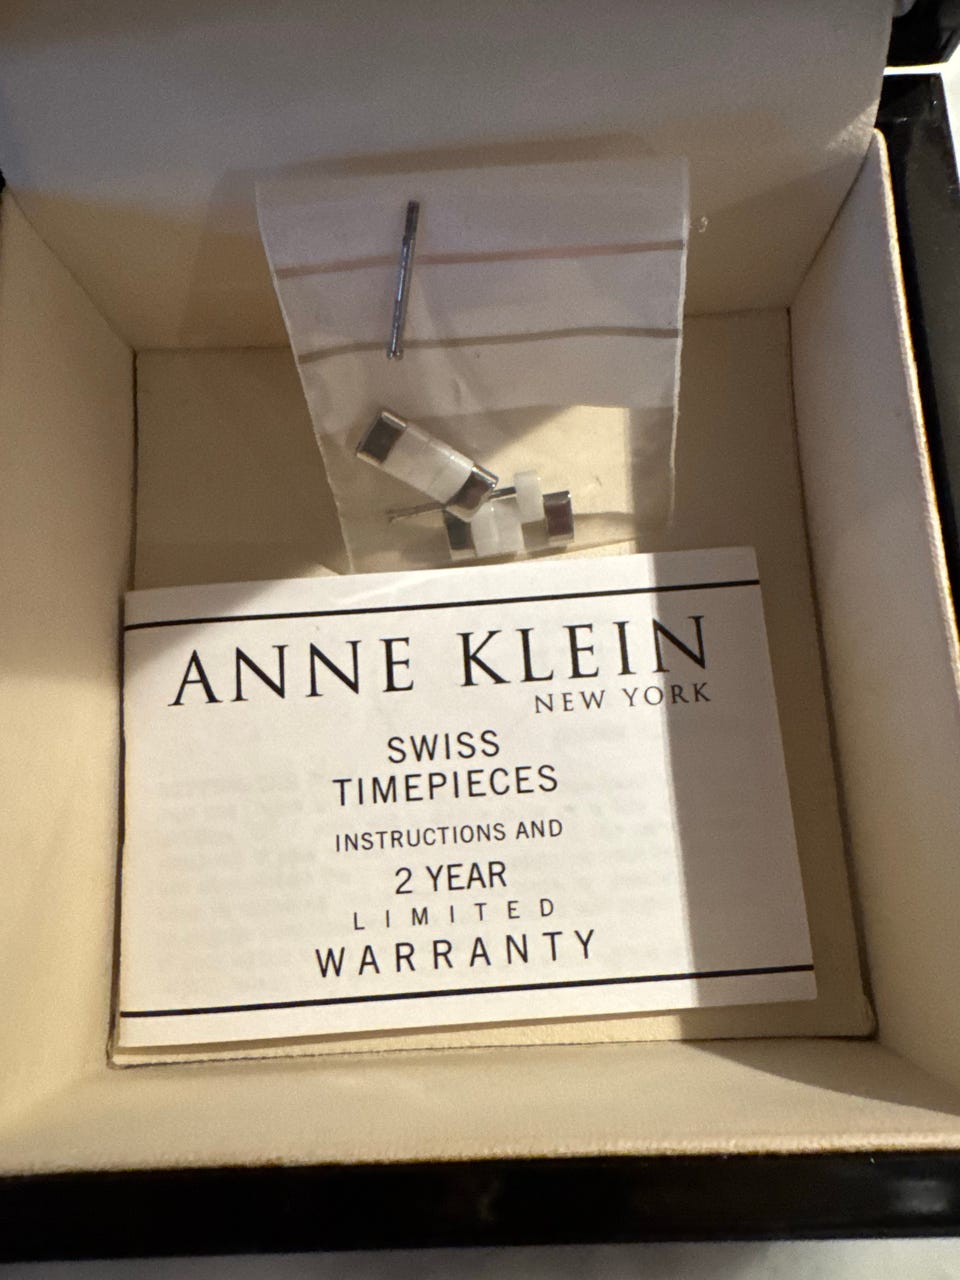 ANNE KLEIN
NEW YORK
SWISS
TIMEPIECES
INSTRUCTIONS AND
2 YEAR
LIMITED
WARRANTY